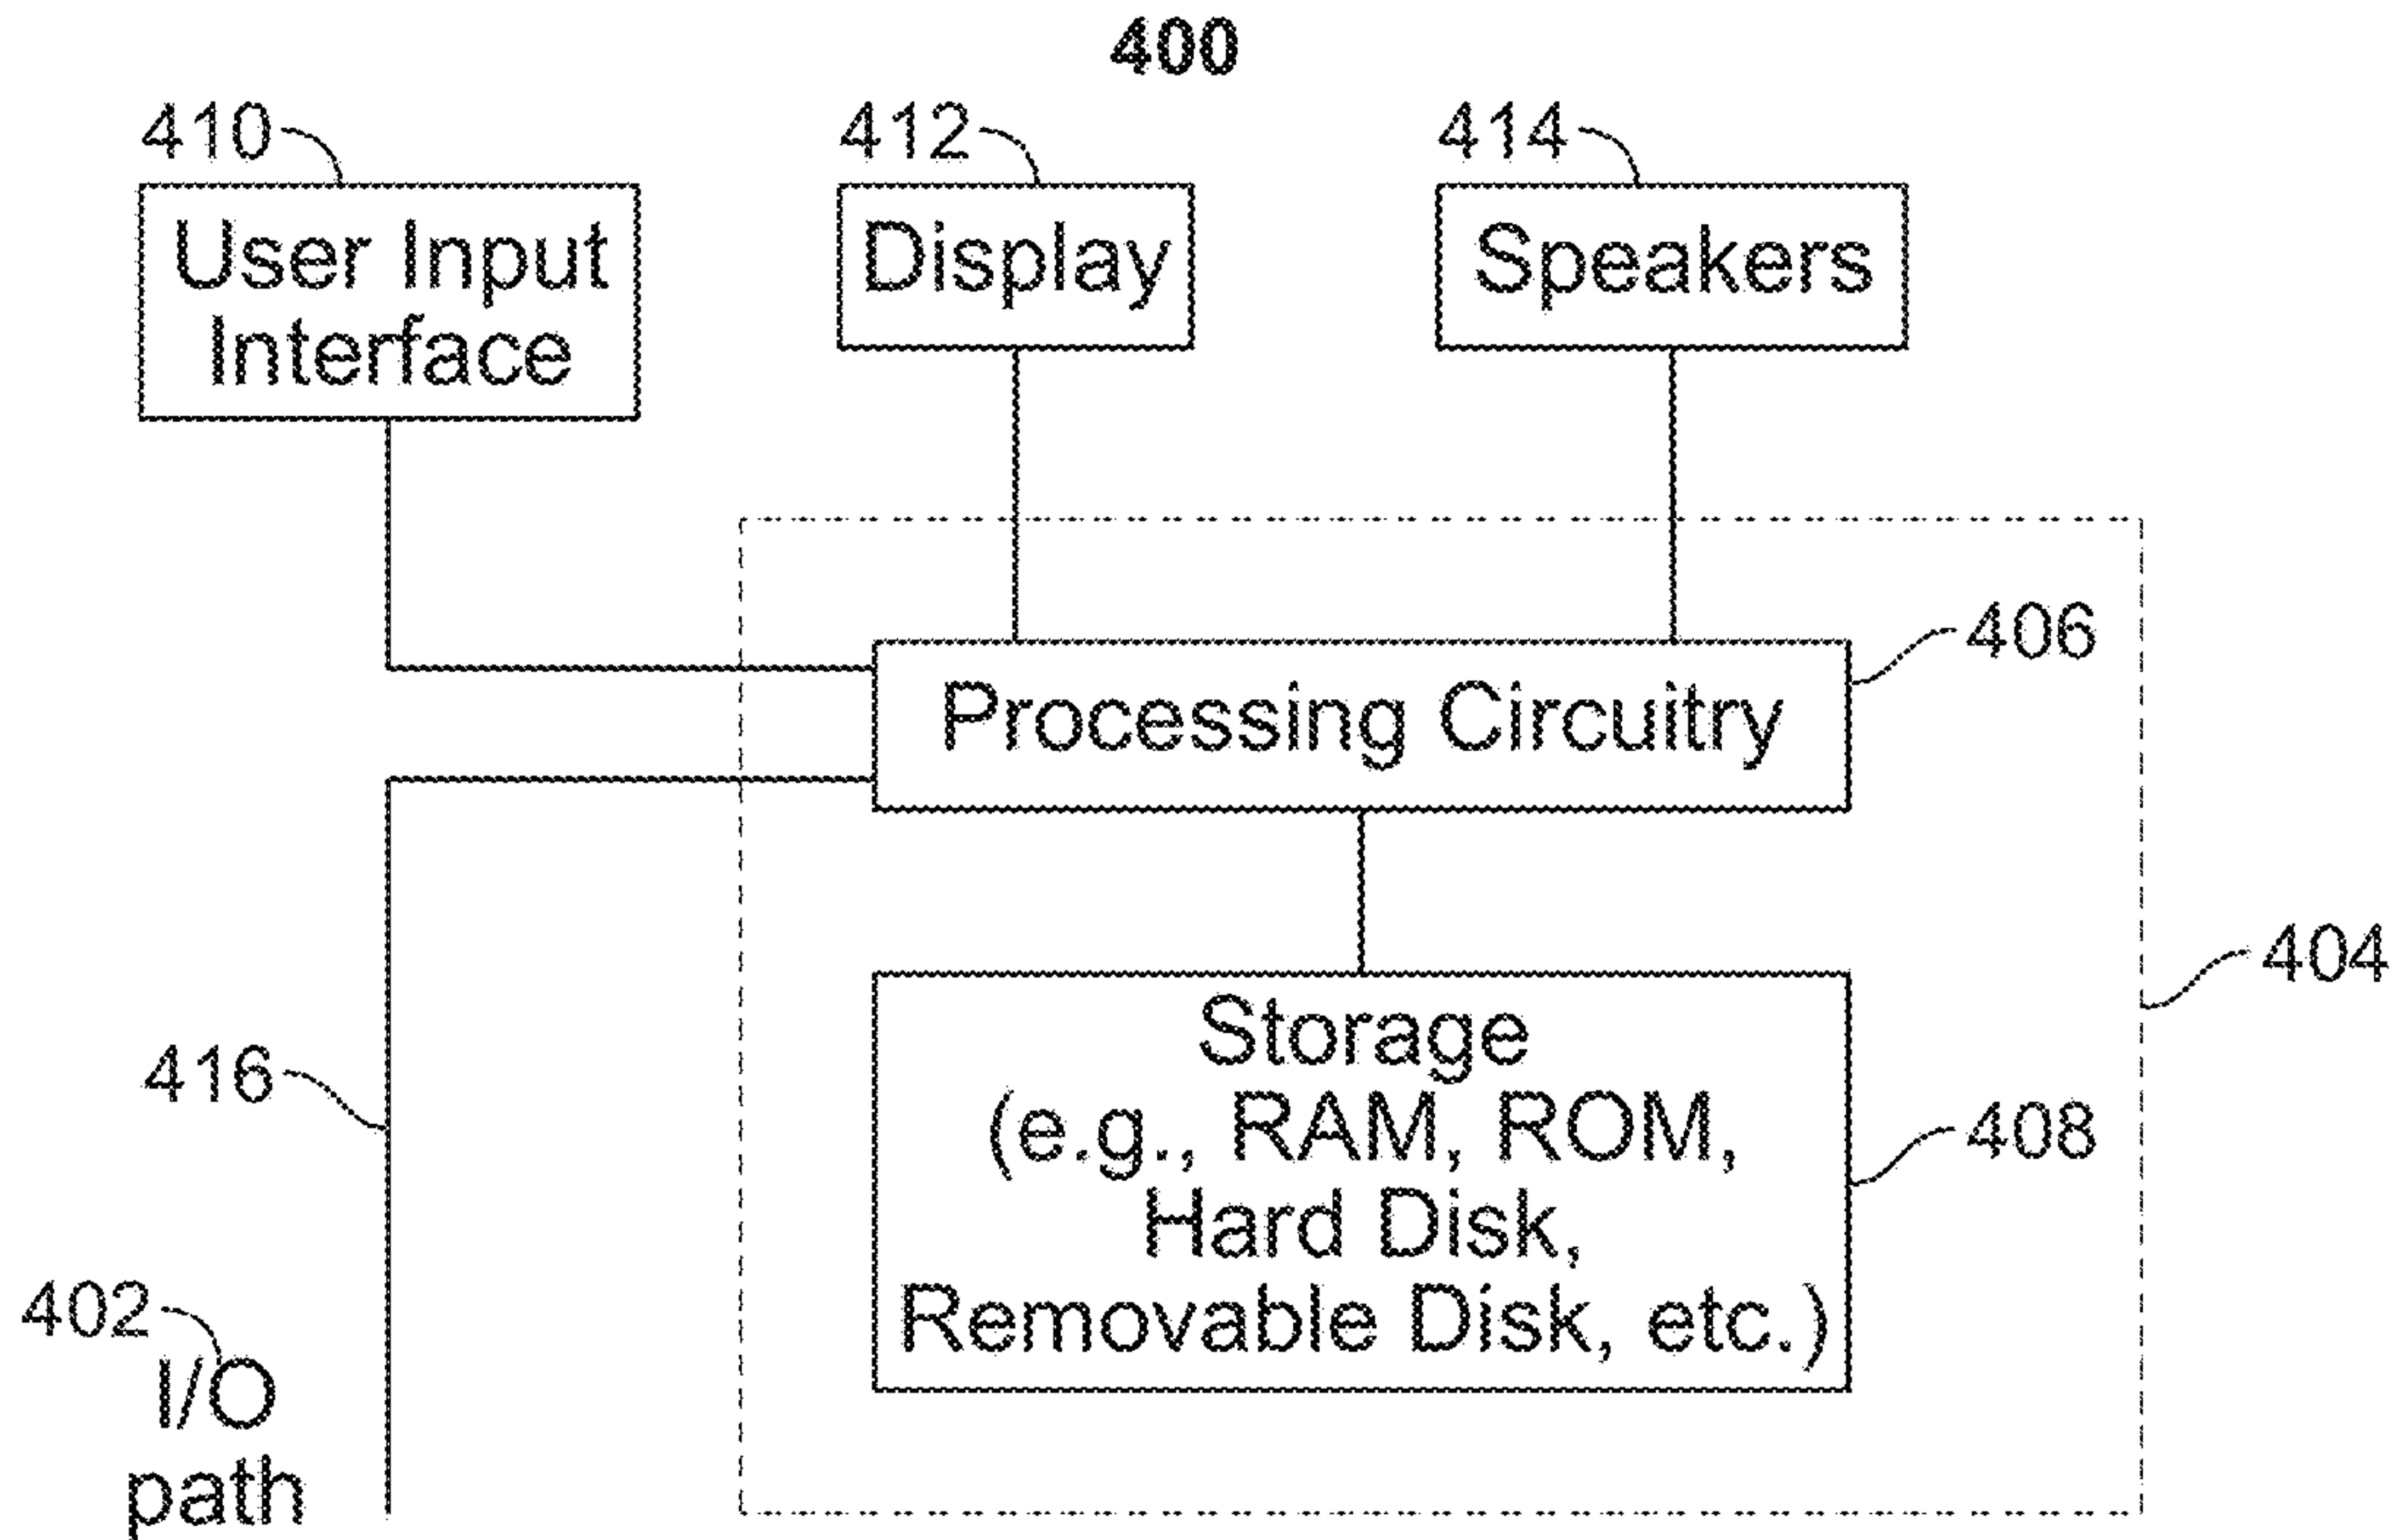 400
410
412
414
User Input
Interface
Display
Speakers
406
Processing Circuitry
404
Storage
(e.g., RAM, ROM,
Hard Disk,
Removable Disk, etc.)
408
416
402
I/O
path